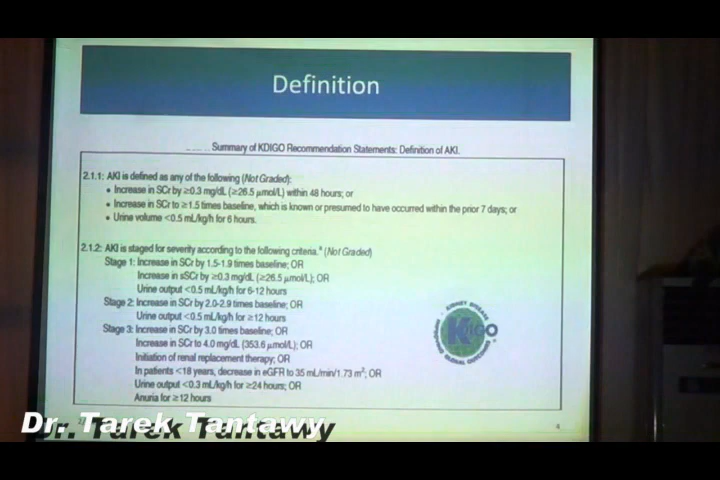 Definition
Summary of KDIGO Recommendation Statements: Definition of AKI.
2.1.1: AKI is defined as any of the following (Not Graded):
• Increase in SCr by ≥0.3 mg/dL (≥26.5 μmol/L) within 48 hours; or
• Increase in SCr to ≥1.5 times baseline, which is known or presumed to have occurred within the prior 7 days; or
• Urine volume <0.5 mL/kg/h for 6 hours.
2.1.2: AKI is staged for severity according to the following criteria.* (Not Graded)
Stage 1: Increase in SCr by 1.5-1.9 times baseline; OR
Increase in sSCr by ≥0.3 mg/dL (≥26.5 μmol/L); OR
Urine output <0.5 mL/kg/h for 6-12 hours
Stage 2: Increase in SCr by 2.0-2.9 times baseline; OR
Urine output <0.5 mL/kg/h for ≥12 hours
Stage 3: Increase in SCr by 3.0 times baseline; OR
Increase in SCr to 4.0 mg/dL (353.6 μmol/L); OR
Initiation of renal replacement therapy; OR
In patients <18 years, decrease in eGFR to 35 mL/min/1.73 m²; OR
Urine output <0.3 mL/kg/h for ≥24 hours; OR
Anuria for ≥12 hours
KIDNEY DISEASE
KDIGO
GLOBAL OUTCOMES
4
Dr. Tarek Tantawy